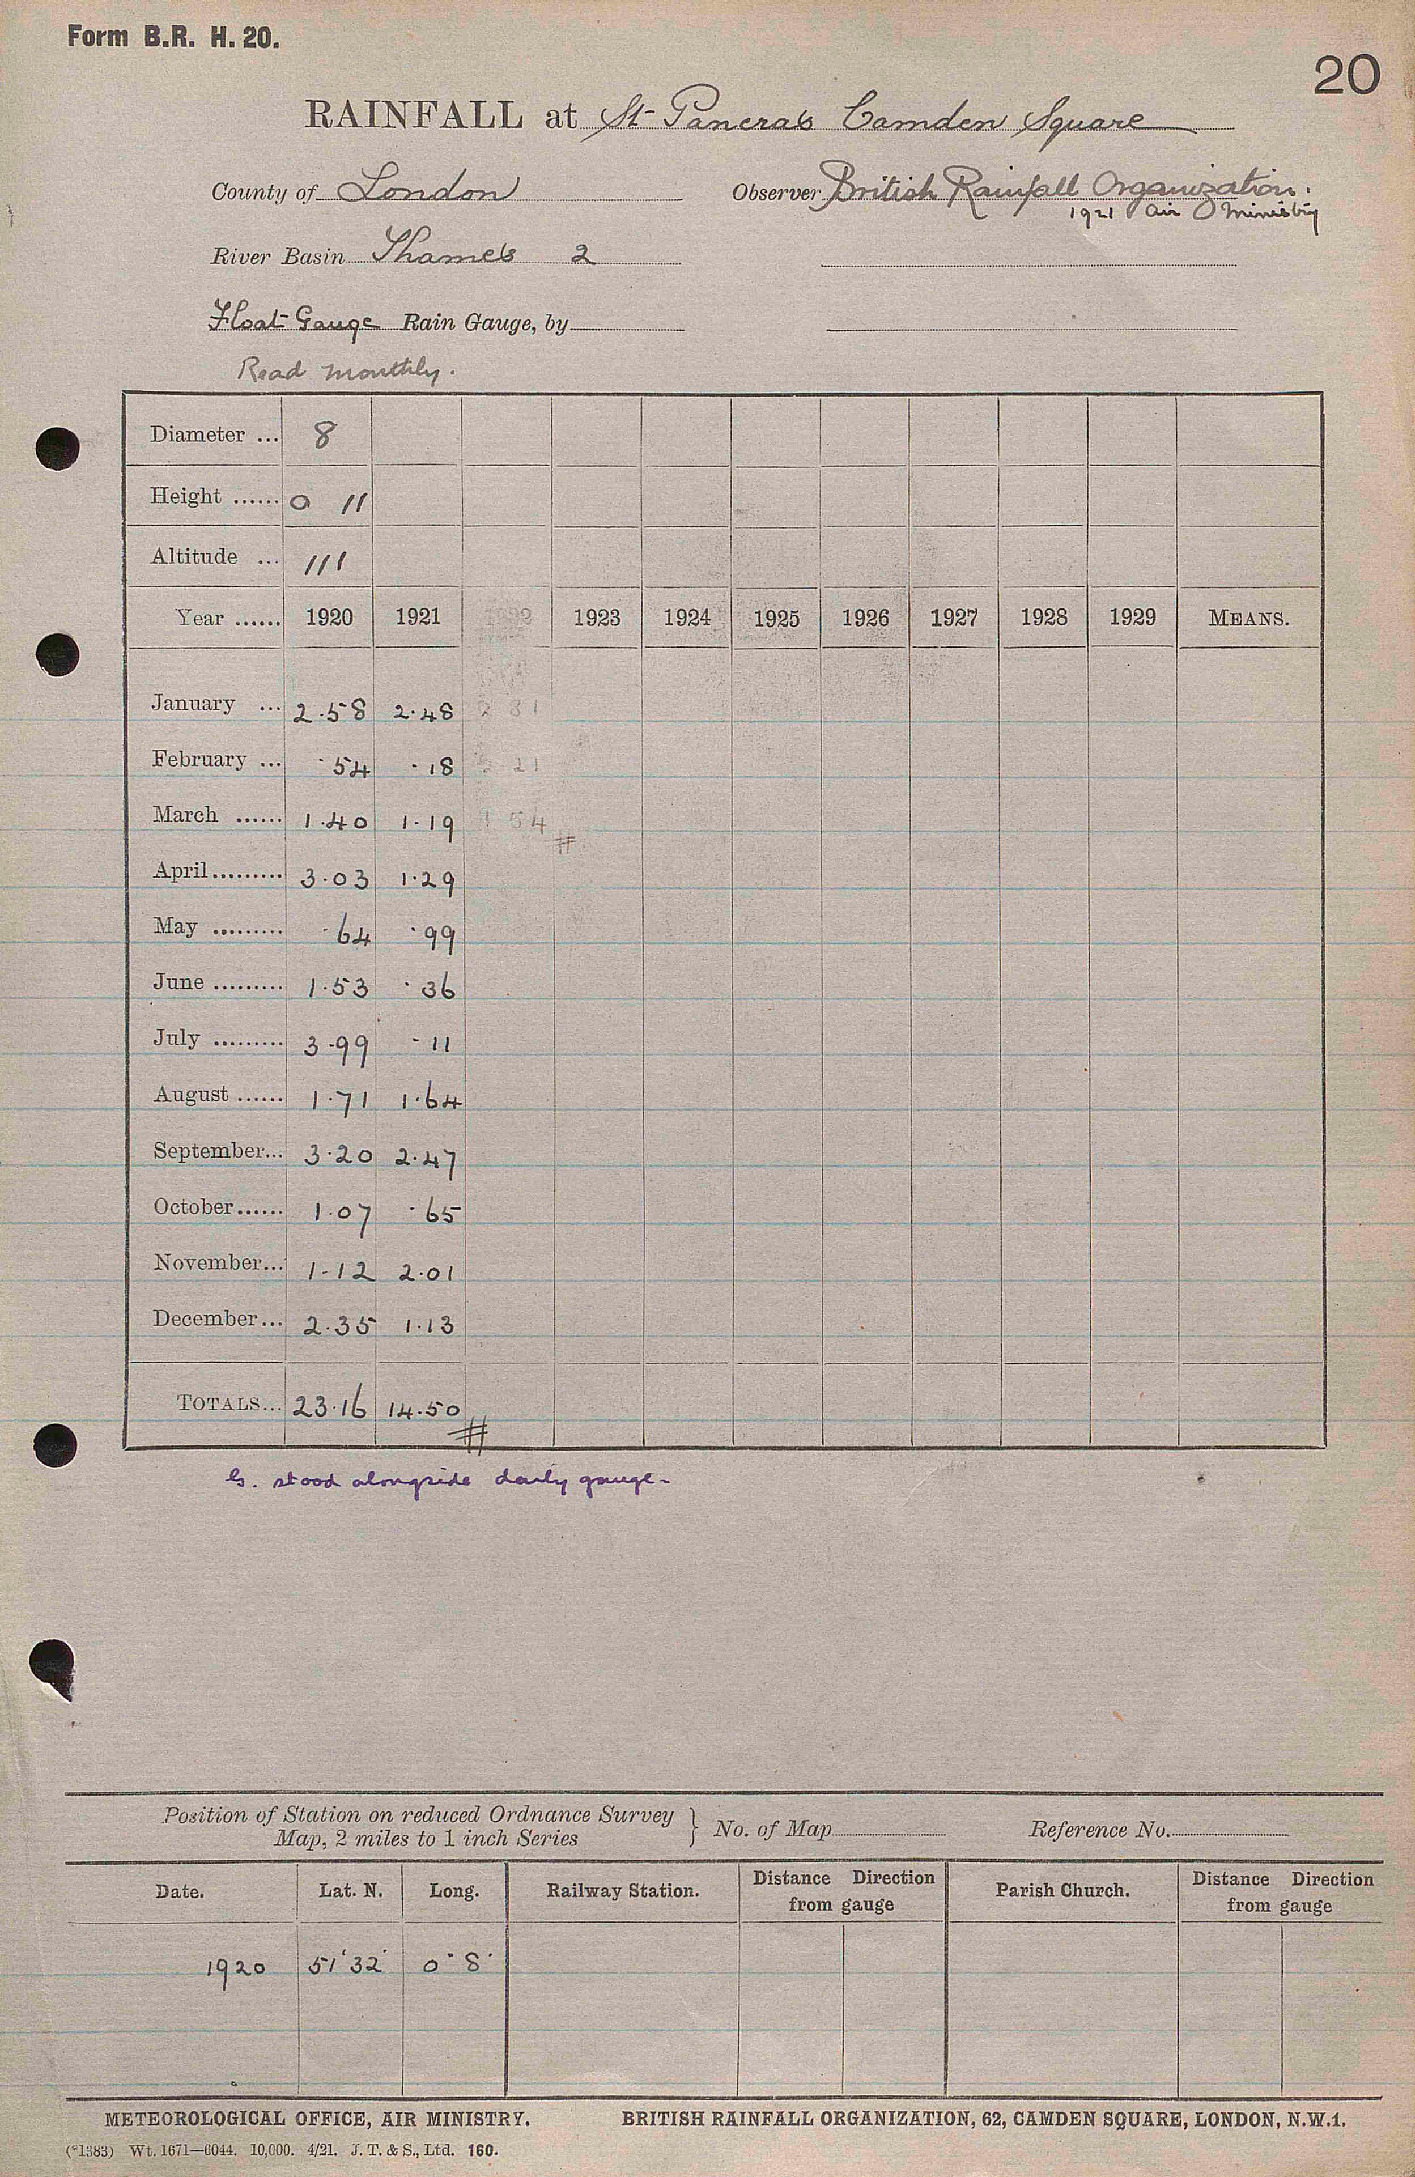 Form B.R. H. 20.
20
RAINFALL at St Pancras Camden Square
County of London Observer British Rainfall Organization.
1921 Air Ministry
River Basin Thames 2
Float Gauge Rain Gauge, by
Read monthly.
Diameter ... 8
Height ...... 0 11
Altitude ... 111
Year ...... 1920 1921 1922 1923 1924 1925 1926 1927 1928 1929 MEANS.
January ... 2.58 2.48
February ... .54 .18
March ...... 1.40 1.19 54
#
April ......... 3.03 1.29
May ......... .64 .99
June ......... 1.53 .36
July ......... 3.99 .11
August ...... 1.71 1.64
September... 3.20 2.47
October...... 1.07 .65
November... 1.12 2.01
December... 2.35 1.13
TOTALS... 23.16 14.50
#
G. stood alongside daily gauge.
Position of Station on reduced Ordnance Survey
Map, 2 miles to 1 inch Series } No. of Map Reference No.
Date. Lat. N. Long. Railway Station. Distance Direction from gauge Parish Church. Distance Direction from gauge
1920 51°32' 0°8'
METEOROLOGICAL OFFICE, AIR MINISTRY. BRITISH RAINFALL ORGANIZATION, 62, CAMDEN SQUARE, LONDON, N.W.1.
(*1383) Wt. 1671—6044. 10,000. 4/21. J. T. & S., Ltd. 160.